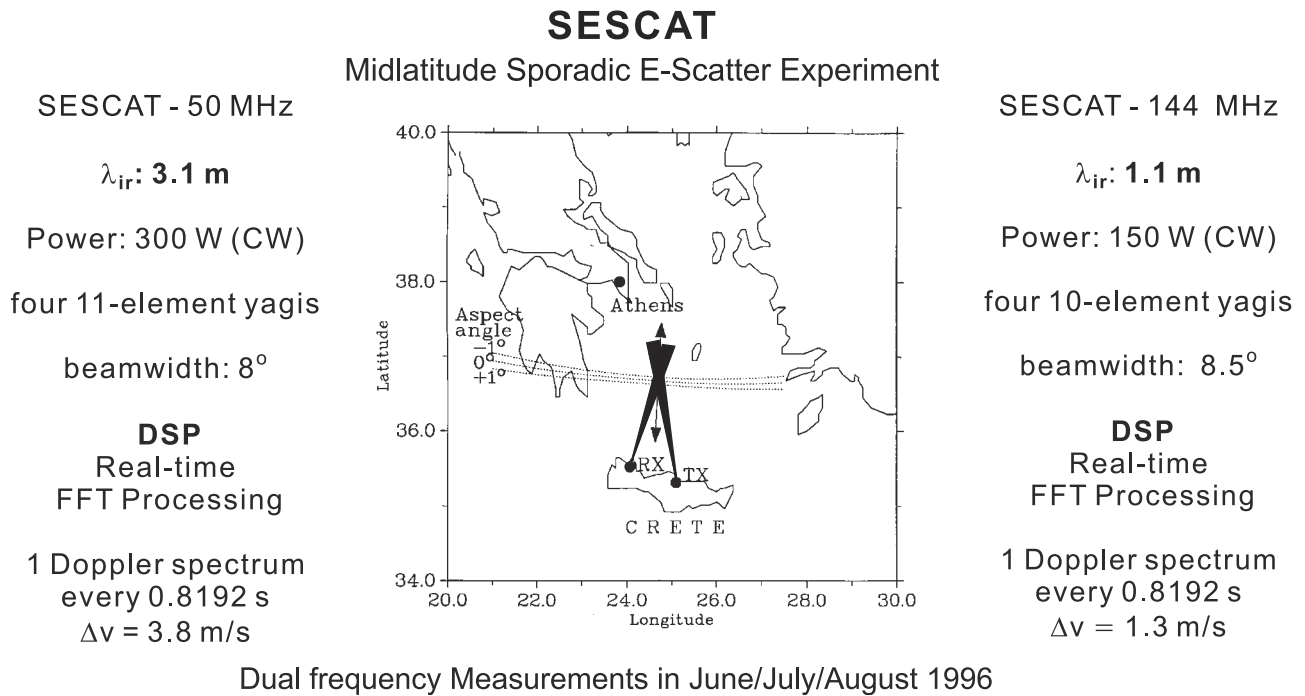 SESCAT
Midlatitude Sporadic E-Scatter Experiment
SESCAT - 50 MHz
λir: 3.1 m
Power: 300 W (CW)
four 11-element yagis
beamwidth: 8°
DSP
Real-time
FFT Processing
1 Doppler spectrum
every 0.8192 s
Δv = 3.8 m/s
40.0
38.0
36.0
34.0
Latitude
20.0 22.0 24.0 26.0 28.0 30.0
Longitude
Athens
Aspect
angle
-1°
0°
+1°
RX
TX
C R E T E
SESCAT - 144 MHz
λir: 1.1 m
Power: 150 W (CW)
four 10-element yagis
beamwidth: 8.5°
DSP
Real-time
FFT Processing
1 Doppler spectrum
every 0.8192 s
Δv = 1.3 m/s
Dual frequency Measurements in June/July/August 1996